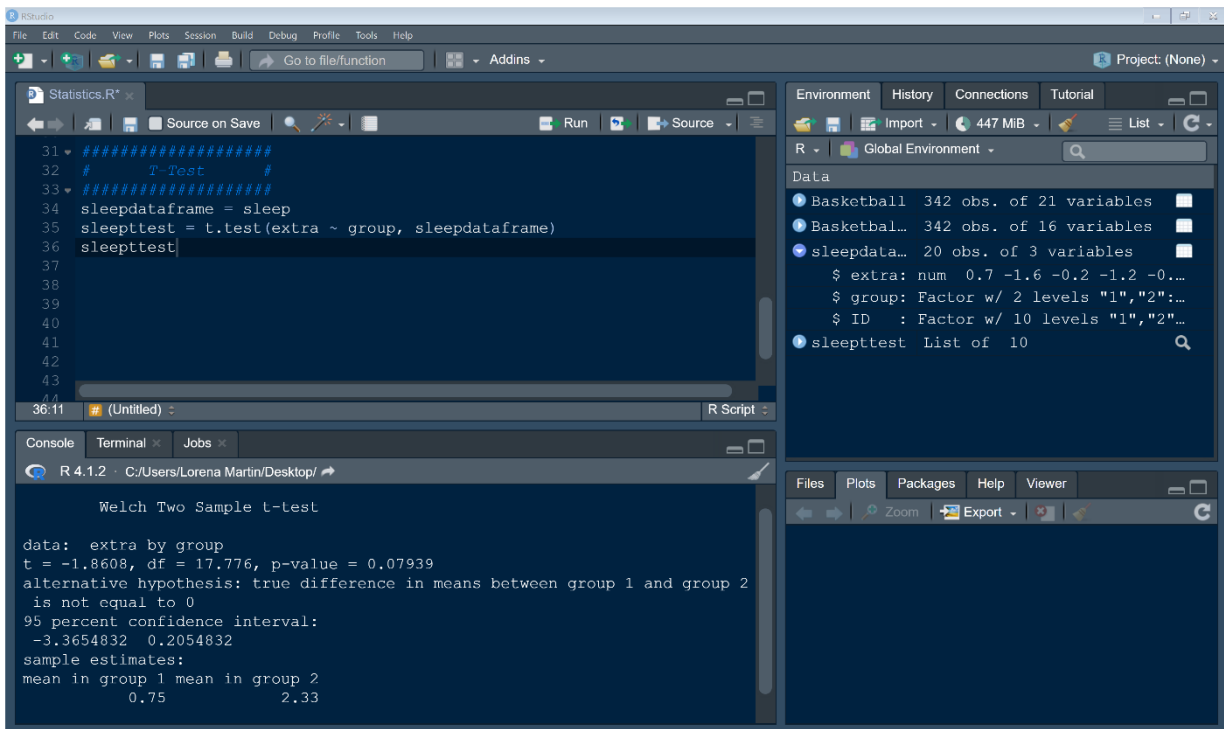 RStudio
File Edit Code View Plots Session Build Debug Profile Tools Help
Go to file/function Addins Project: (None)
Statistics.R*
Source on Save Run Source
31 ####################
32 # T-Test #
33 ####################
34 sleepdataframe = sleep
35 sleepttest = t.test(extra ~ group, sleepdataframe)
36 sleepttest
37
38
39
40
41
42
43
44
36:11 # (Untitled) R Script
Console Terminal Jobs
R 4.1.2 · C:/Users/Lorena Martin/Desktop/
Welch Two Sample t-test
data: extra by group
t = -1.8608, df = 17.776, p-value = 0.07939
alternative hypothesis: true difference in means between group 1 and group 2
is not equal to 0
95 percent confidence interval:
-3.3654832 0.2054832
sample estimates:
mean in group 1 mean in group 2
0.75 2.33
Environment History Connections Tutorial
Import 447 MiB List
R Global Environment
Data
Basketball 342 obs. of 21 variables
Basketbal… 342 obs. of 16 variables
sleepdata… 20 obs. of 3 variables
$ extra: num 0.7 -1.6 -0.2 -1.2 -0.…
$ group: Factor w/ 2 levels "1","2":…
$ ID : Factor w/ 10 levels "1","2"…
sleepttest List of 10
Files Plots Packages Help Viewer
Zoom Export